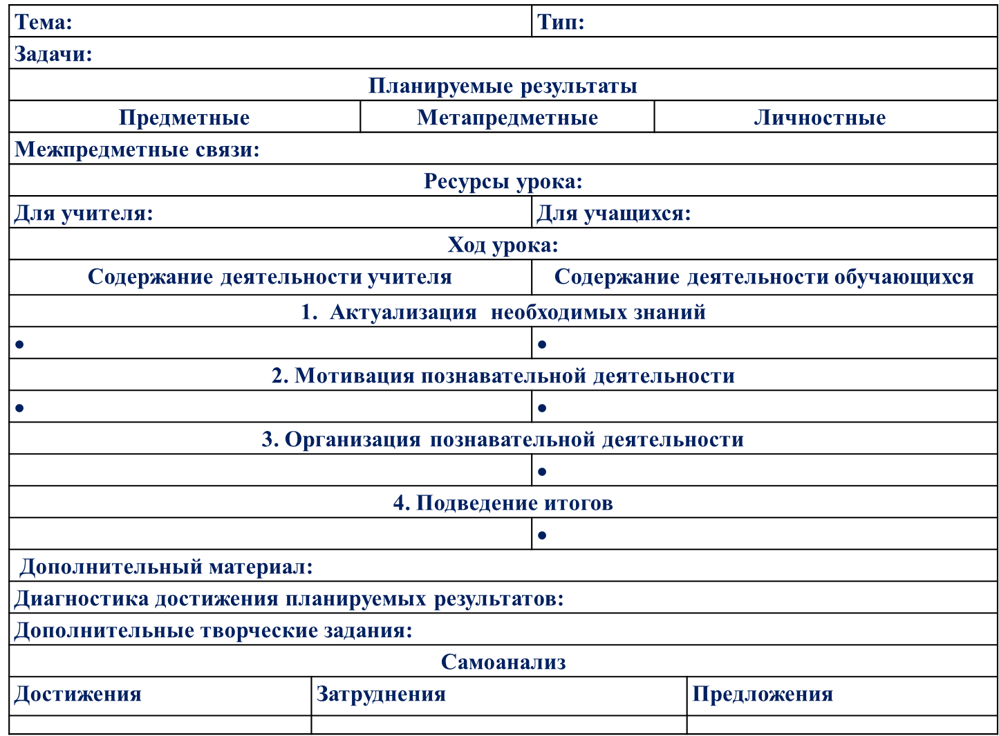 Тема: Тип:
Задачи:
Планируемые результаты
Предметные Метапредметные Личностные
Межпредметные связи:
Ресурсы урока:
Для учителя: Для учащихся:
Ход урока:
Содержание деятельности учителя Содержание деятельности обучающихся
1. Актуализация необходимых знаний
• •
2. Мотивация познавательной деятельности
• •
3. Организация познавательной деятельности
•
4. Подведение итогов
•
Дополнительный материал:
Диагностика достижения планируемых результатов:
Дополнительные творческие задания:
Самоанализ
Достижения Затруднения Предложения